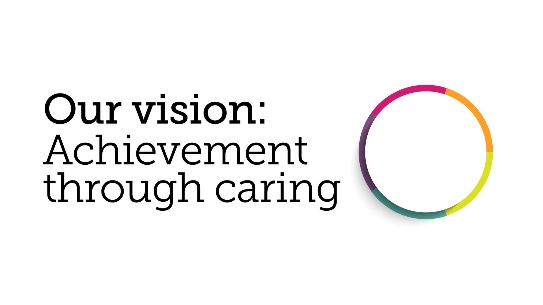 Our vision:
Achievement
through caring